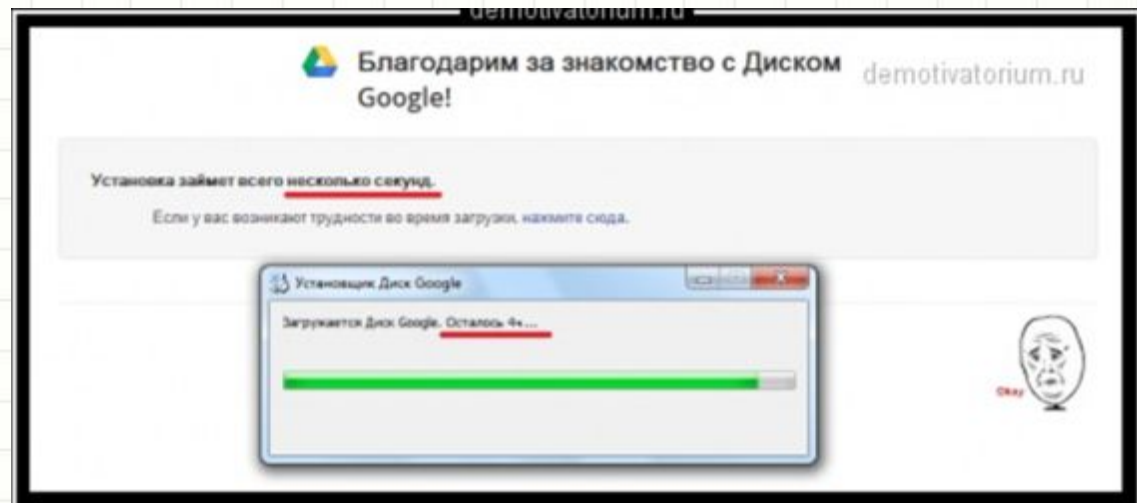 demotivatorium.ru
Благодарим за знакомство с Диском
Google!
demotivatorium.ru
Установка займет всего несколько секунд.
Если у вас возникают трудности во время загрузки, нажмите сюда.
Установщик Диск Google
Загружается Диск Google. Осталось 4ч...
Okay